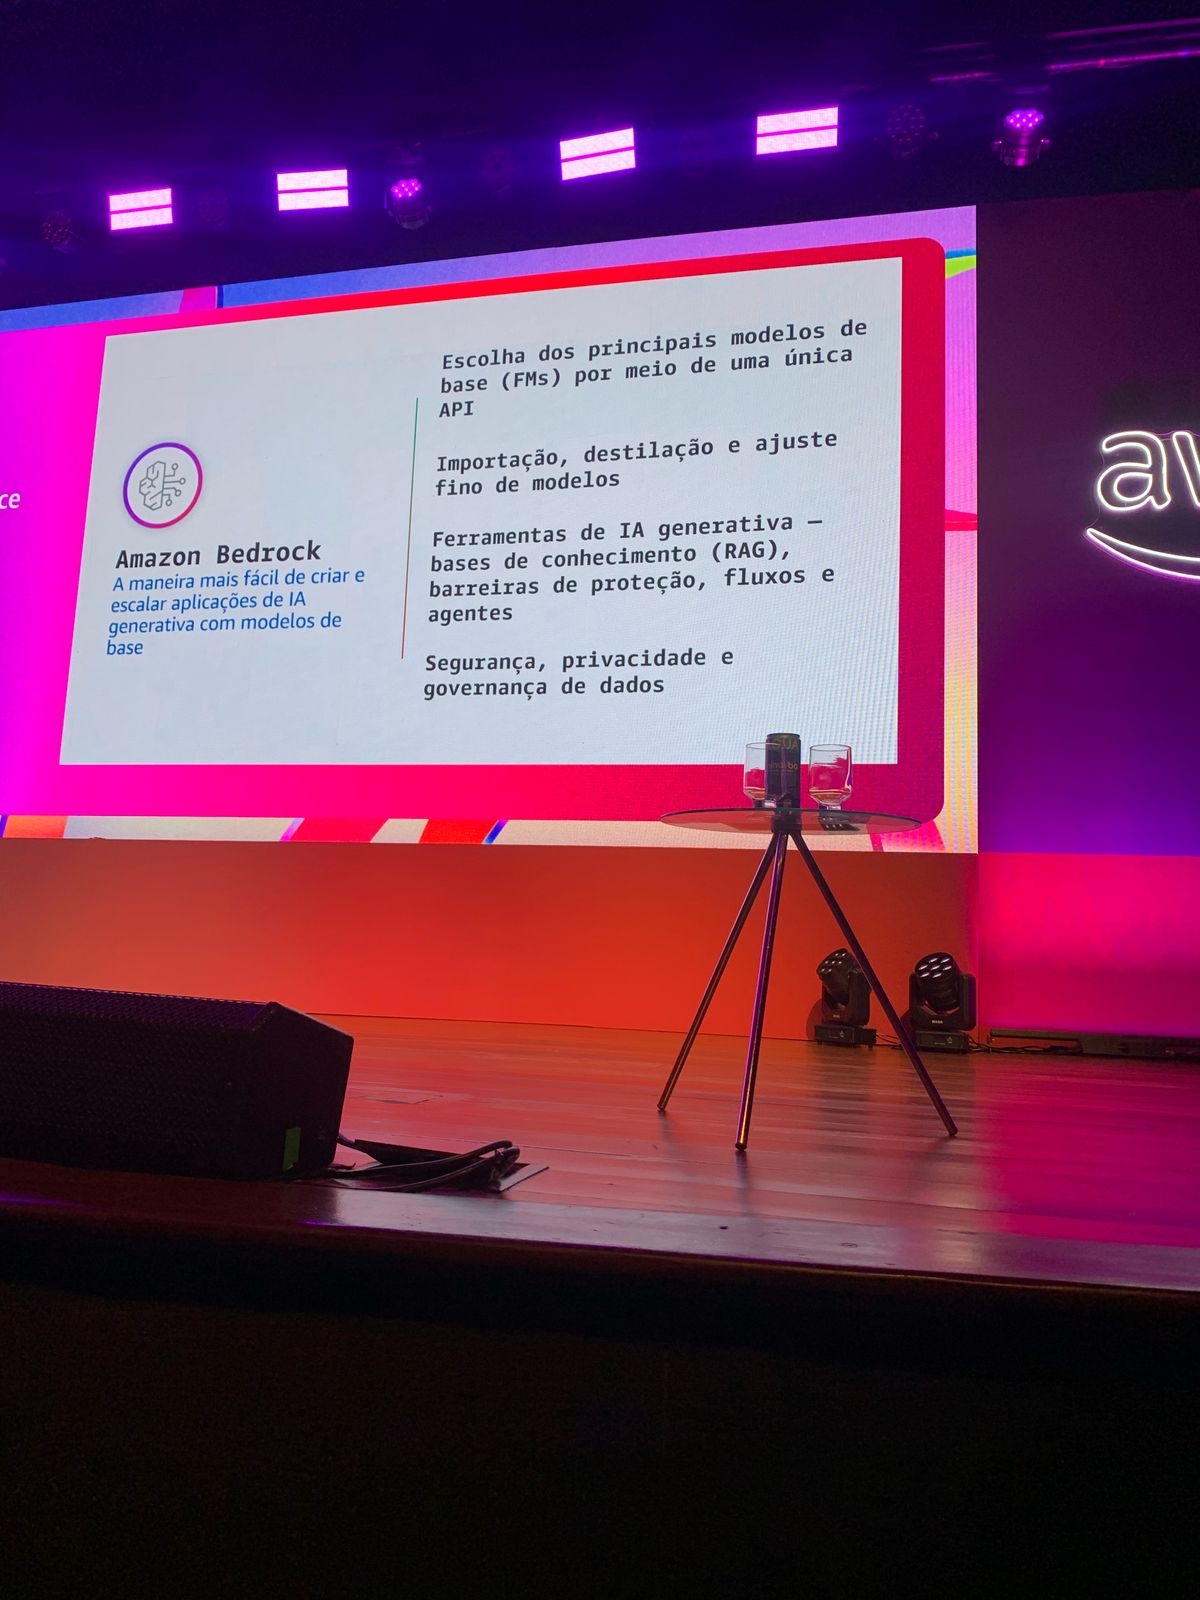 ce
Amazon Bedrock
A maneira mais fácil de criar e
escalar aplicações de IA
generativa com modelos de
base
Escolha dos principais modelos de
base (FMs) por meio de uma única
API
Importação, destilação e ajuste
fino de modelos
Ferramentas de IA generativa —
bases de conhecimento (RAG),
barreiras de proteção, fluxos e
agentes
Segurança, privacidade e
governança de dados